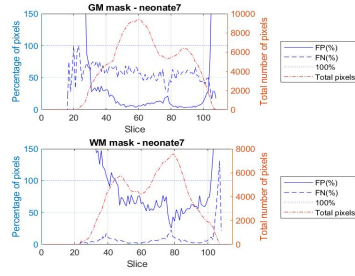 GM mask - neonate7
150
100
50
0
10000
8000
6000
4000
2000
0
0 20 40 60 80 100
Percentage of pixels
Total number of pixels
Slice
FP(%)
FN(%)
100%
Total pixels
WM mask - neonate7
150
100
50
0
8000
6000
4000
2000
0
0 20 40 60 80 100
Percentage of pixels
Total number of pixels
Slice
FP(%)
FN(%)
100%
Total pixels